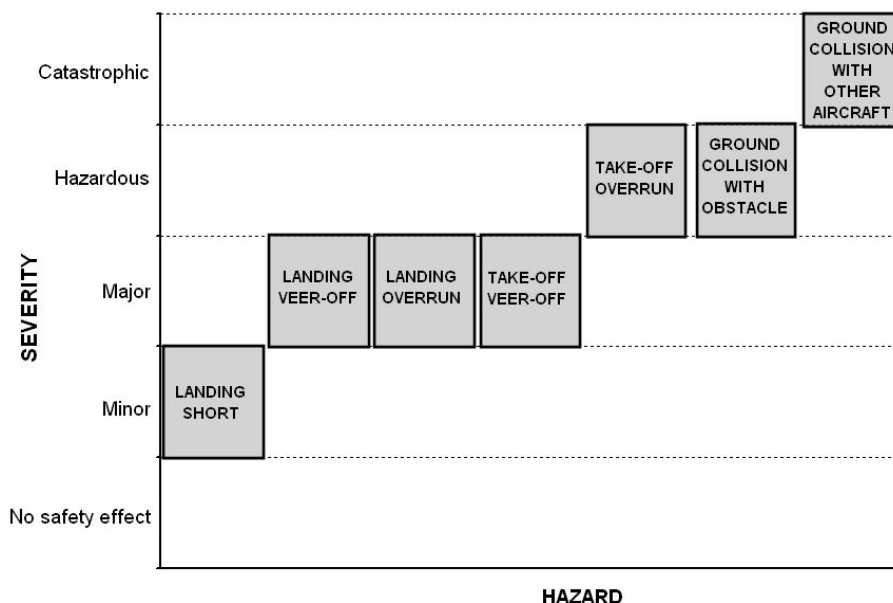 GROUND
COLLISION
WITH
OTHER
AIRCRAFT
Catastrophic
TAKE-OFF
OVERRUN
GROUND
COLLISION
WITH
OBSTACLE
Hazardous
LANDING
VEER-OFF
LANDING
OVERRUN
TAKE-OFF
VEER-OFF
Major
SEVERITY
LANDING
SHORT
Minor
No safety effect
HAZARD